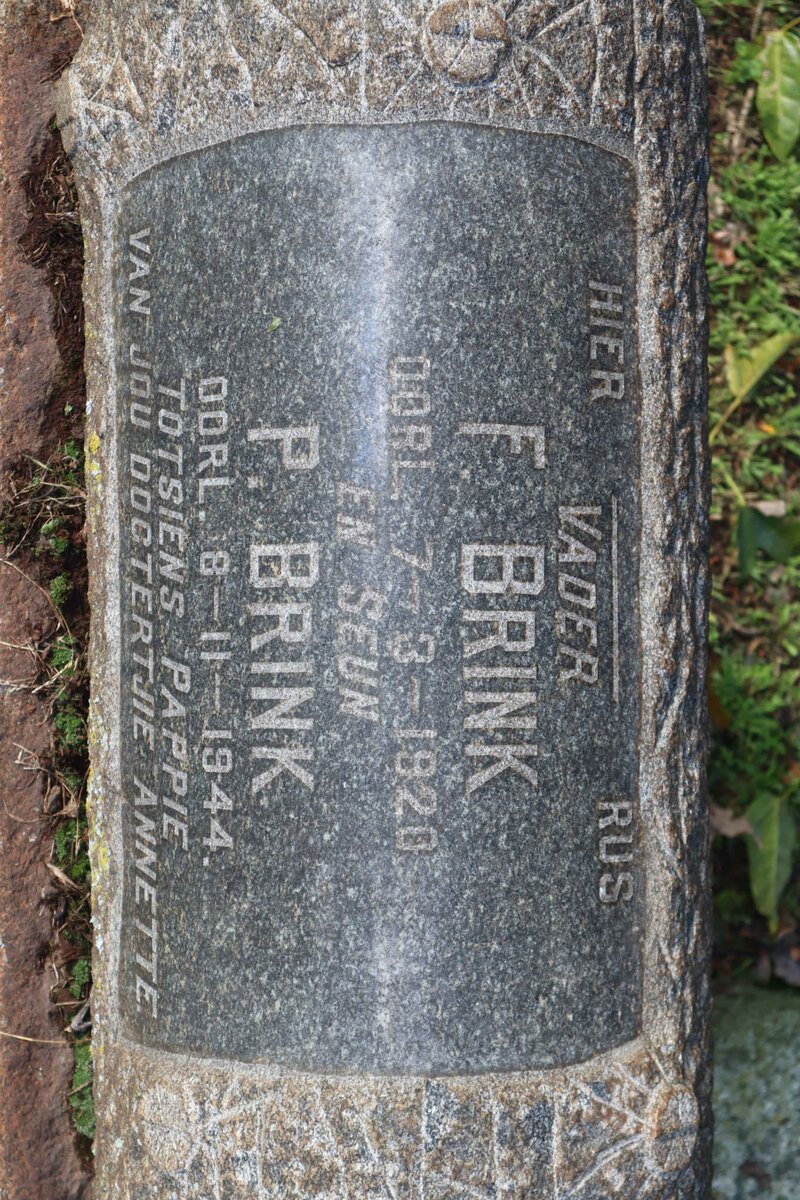 HIER RUS
VADER
F. BRINK
OORL. 7-3-1920
EN SEUN
P. BRINK
OORL. 8-11-1944.
TOTSIENS PAPPIE
VAN JOU DOGTERTJIE ANNETTE